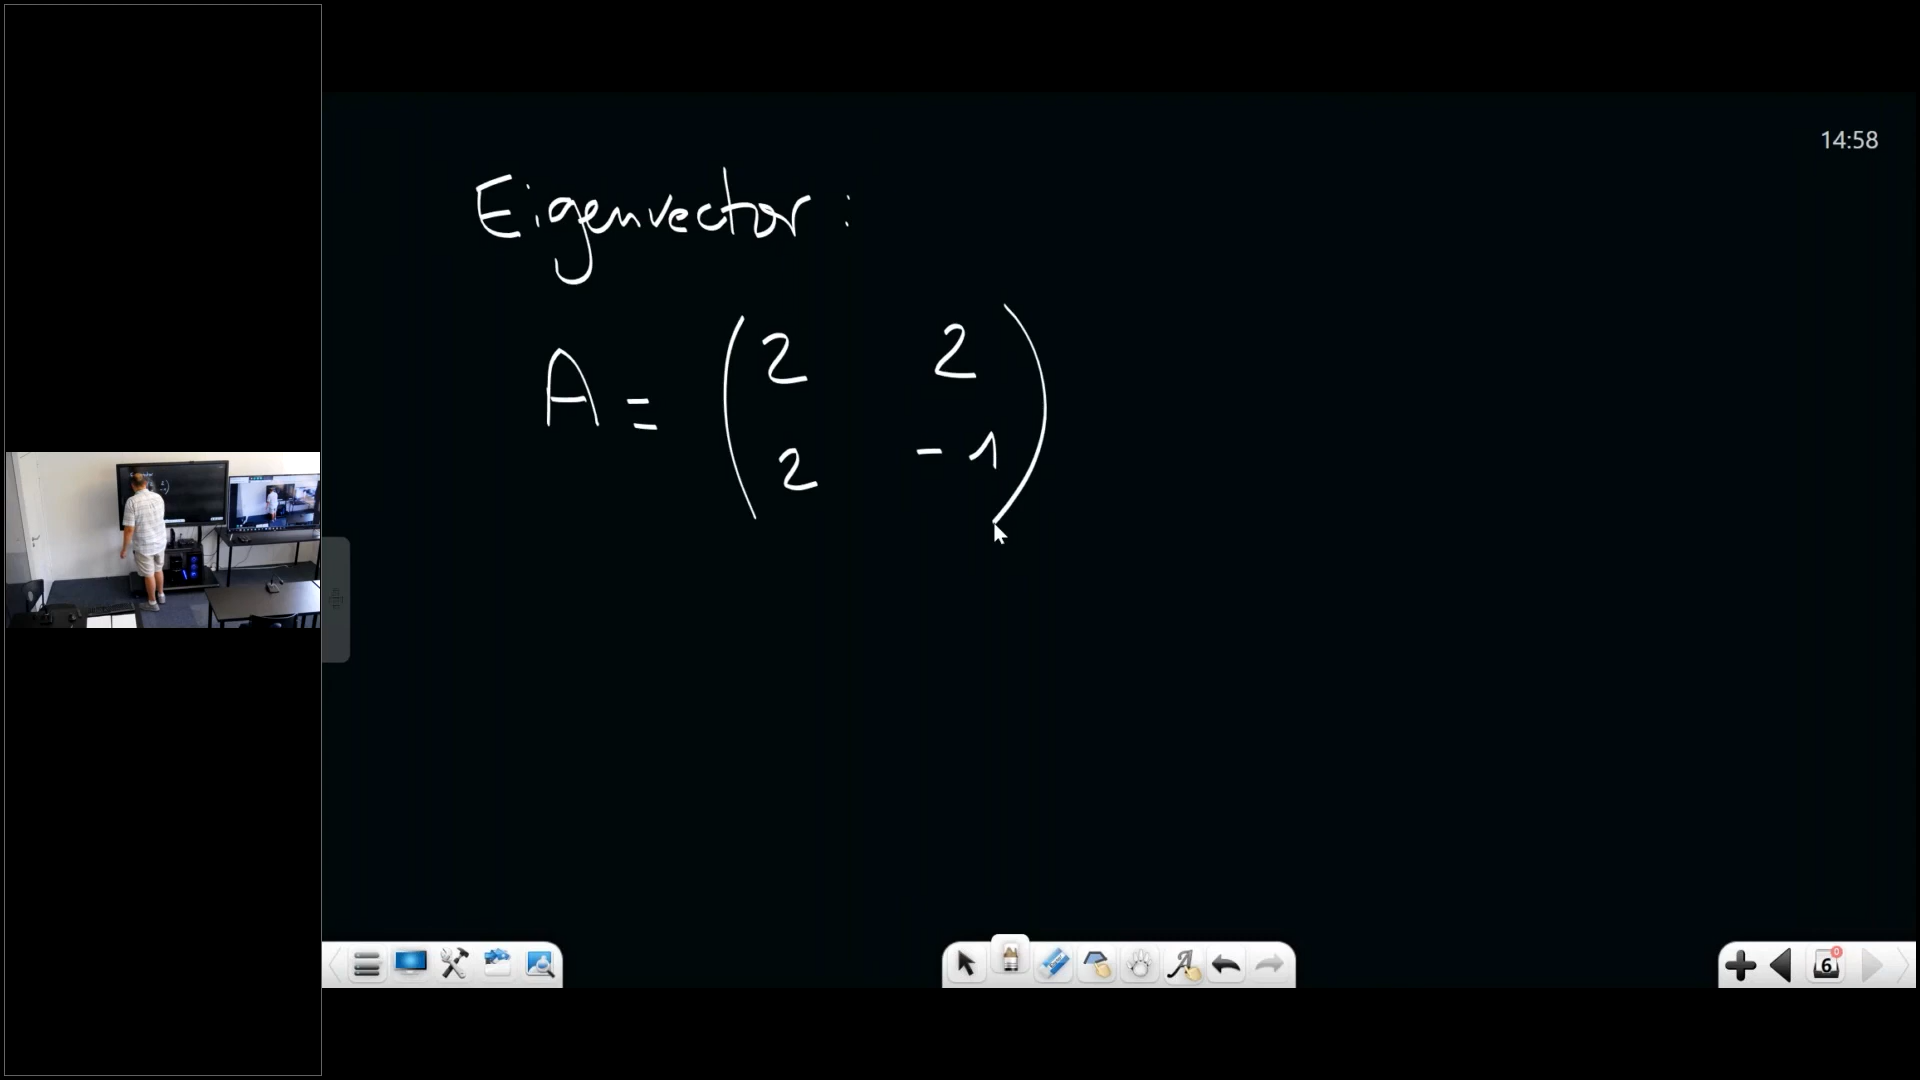 14:58
Eigenvector:
A = ( 2 2
2 -1 )
6